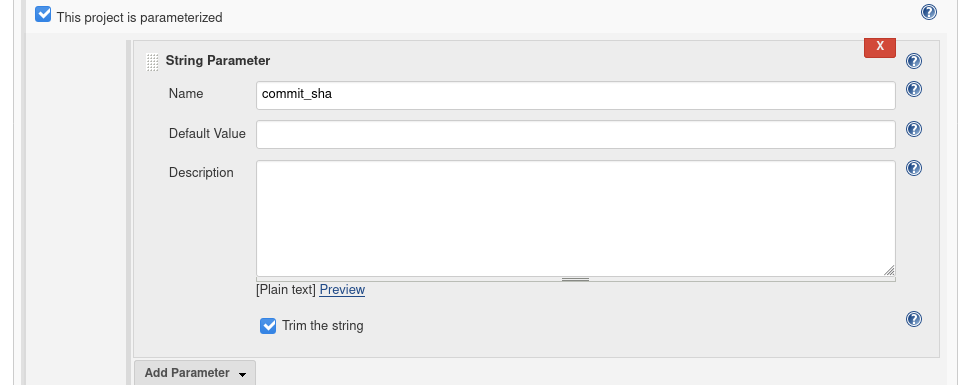 This project is parameterized
?
X
String Parameter
?
Name
commit_sha
?
Default Value
?
Description
?
[Plain text] Preview
Trim the string
?
Add Parameter